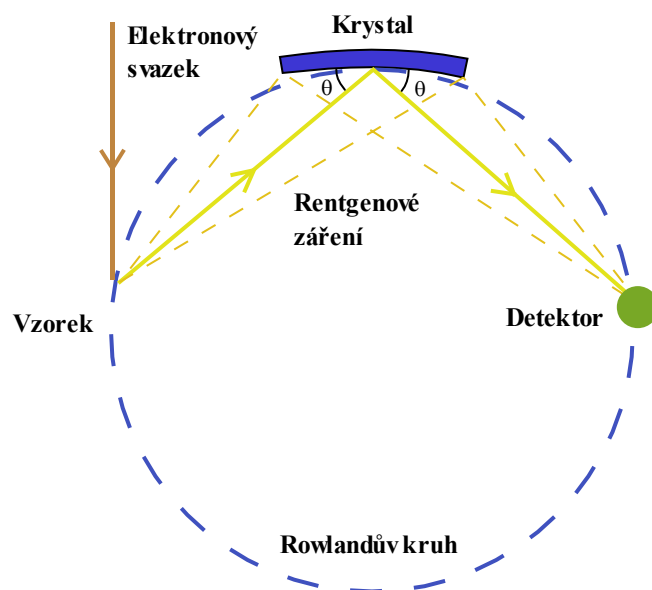 Krystal
Elektronový
svazek
θ
θ
Rentgenové
záření
Vzorek
Detektor
Rowlandův kruh